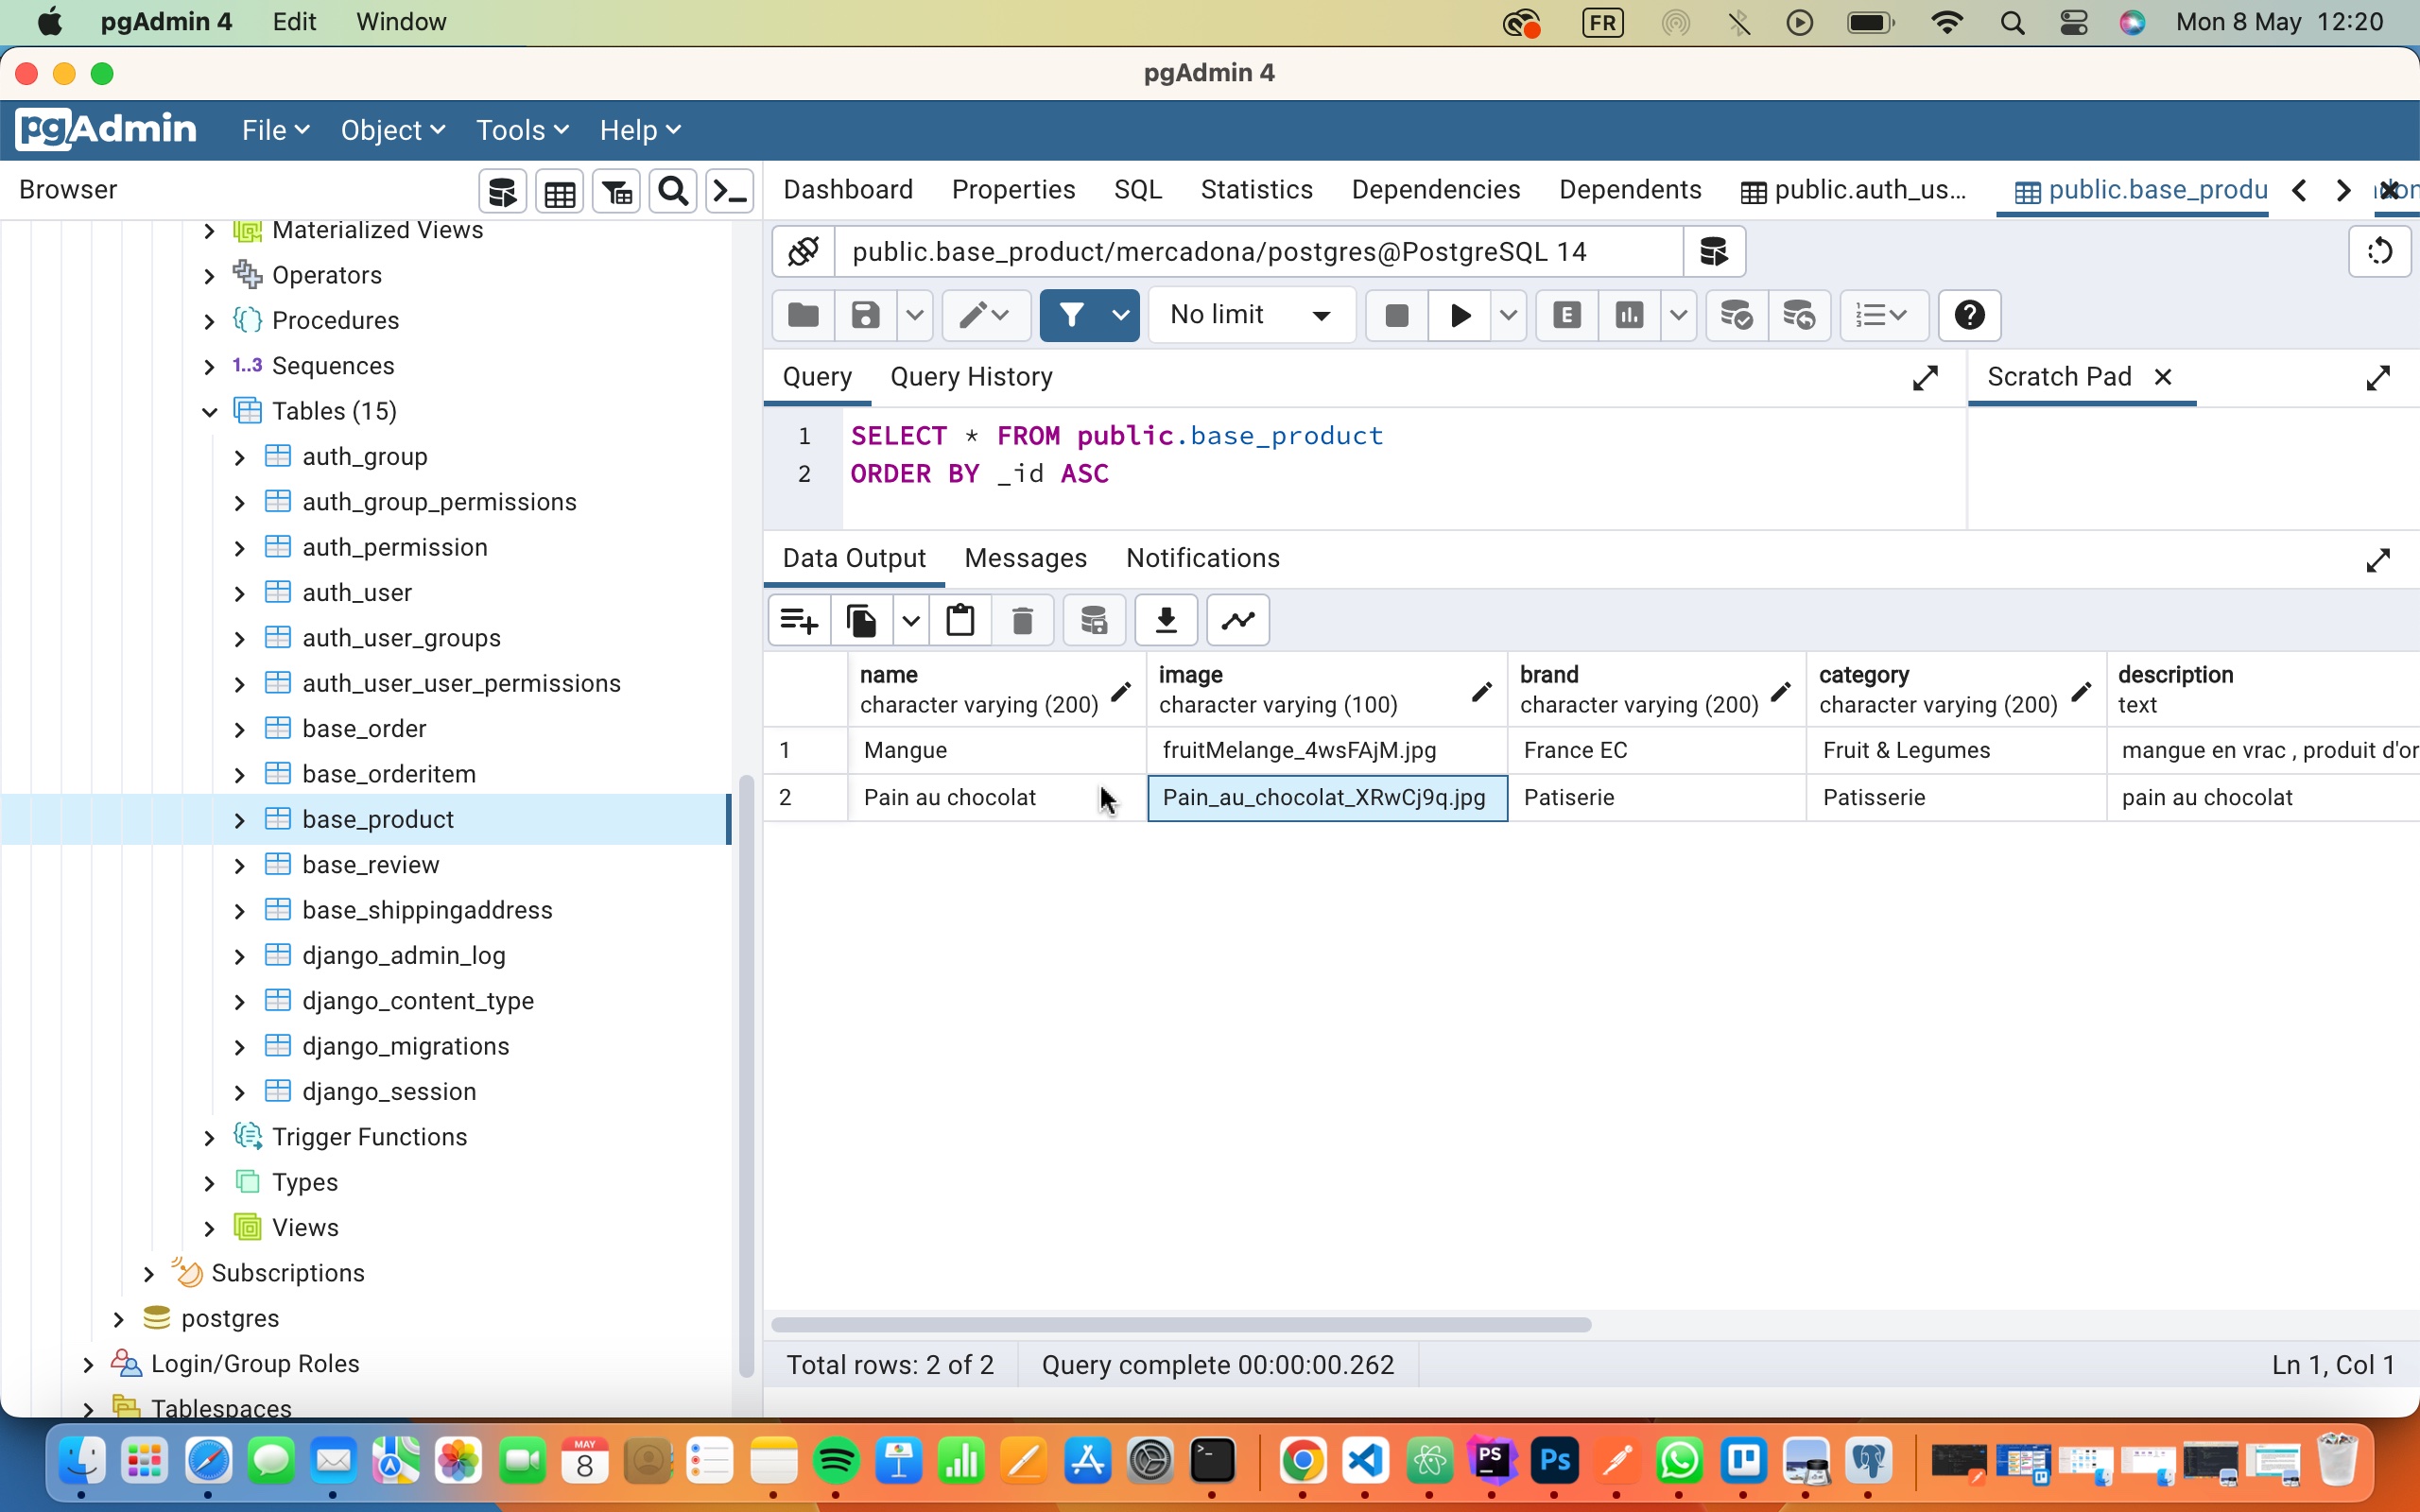 pgAdmin 4 Edit Window FR Mon 8 May 12:20
pgAdmin 4
pgAdmin File Object Tools Help
Browser
Dashboard Properties SQL Statistics Dependencies Dependents public.auth_us... public.base_produ
Materialized Views
Operators
Procedures
1..3 Sequences
Tables (15)
auth_group
auth_group_permissions
auth_permission
auth_user
auth_user_groups
auth_user_user_permissions
base_order
base_orderitem
base_product
base_review
base_shippingaddress
django_admin_log
django_content_type
django_migrations
django_session
Trigger Functions
Types
Views
Subscriptions
postgres
Login/Group Roles
Tablespaces
public.base_product/mercadona/postgres@PostgreSQL 14
No limit E
Query Query History Scratch Pad
1 SELECT * FROM public.base_product
2 ORDER BY _id ASC
Data Output Messages Notifications
name image brand category description
character varying (200) character varying (100) character varying (200) character varying (200) text
1 Mangue fruitMelange_4wsFAjM.jpg France EC Fruit & Legumes mangue en vrac , produit d'or
2 Pain au chocolat Pain_au_chocolat_XRwCj9q.jpg Patiserie Patisserie pain au chocolat
Total rows: 2 of 2 Query complete 00:00:00.262 Ln 1, Col 1
MAY
8
PS Ps